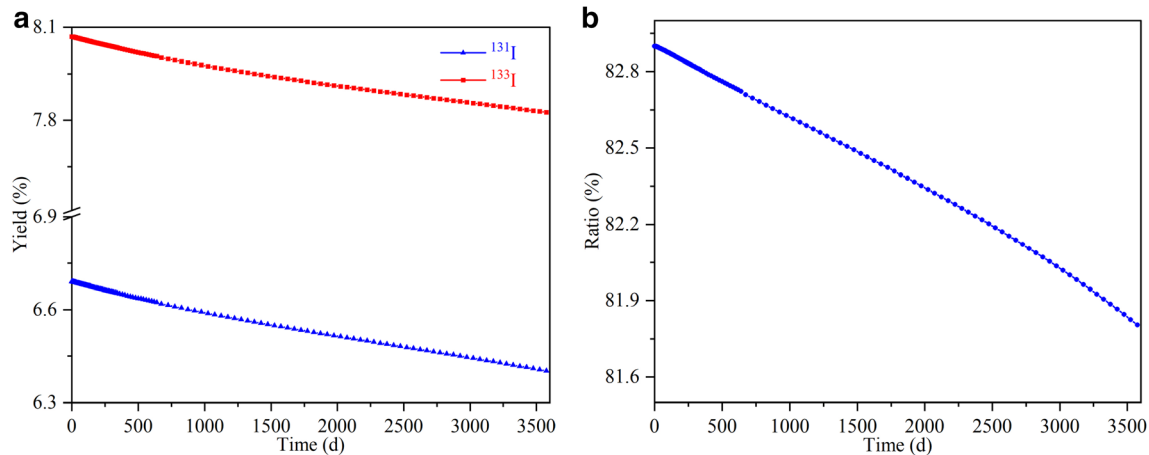 a
8.1
7.8
6.9
6.6
6.3
Yield (%)
131I
133I
0 500 1000 1500 2000 2500 3000 3500
Time (d)
b
82.8
82.5
82.2
81.9
81.6
Ratio (%)
0 500 1000 1500 2000 2500 3000 3500
Time (d)